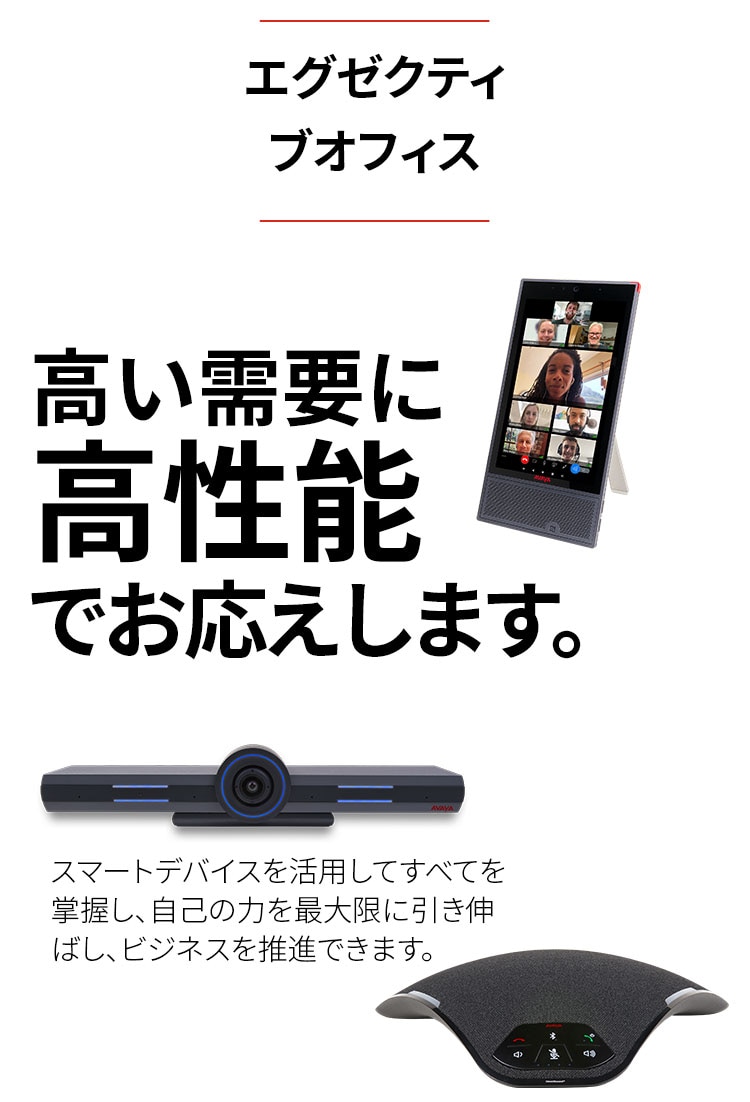 エグゼクティ
ブオフィス
高い需要に
高性能
でお応えします。
AVAYA
AVAYA
スマートデバイスを活用してすべてを
掌握し、自己の力を最大限に引き伸
ばし、ビジネスを推進できます。
AVAYA